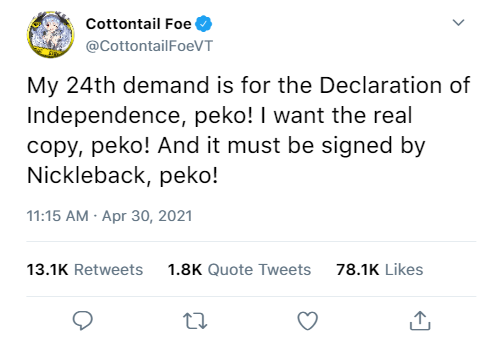 Cottontail Foe
@CottontailFoeVT
My 24th demand is for the Declaration of
Independence, peko! I want the real
copy, peko! And it must be signed by
Nickleback, peko!
11:15 AM · Apr 30, 2021
13.1K Retweets 1.8K Quote Tweets 78.1K Likes